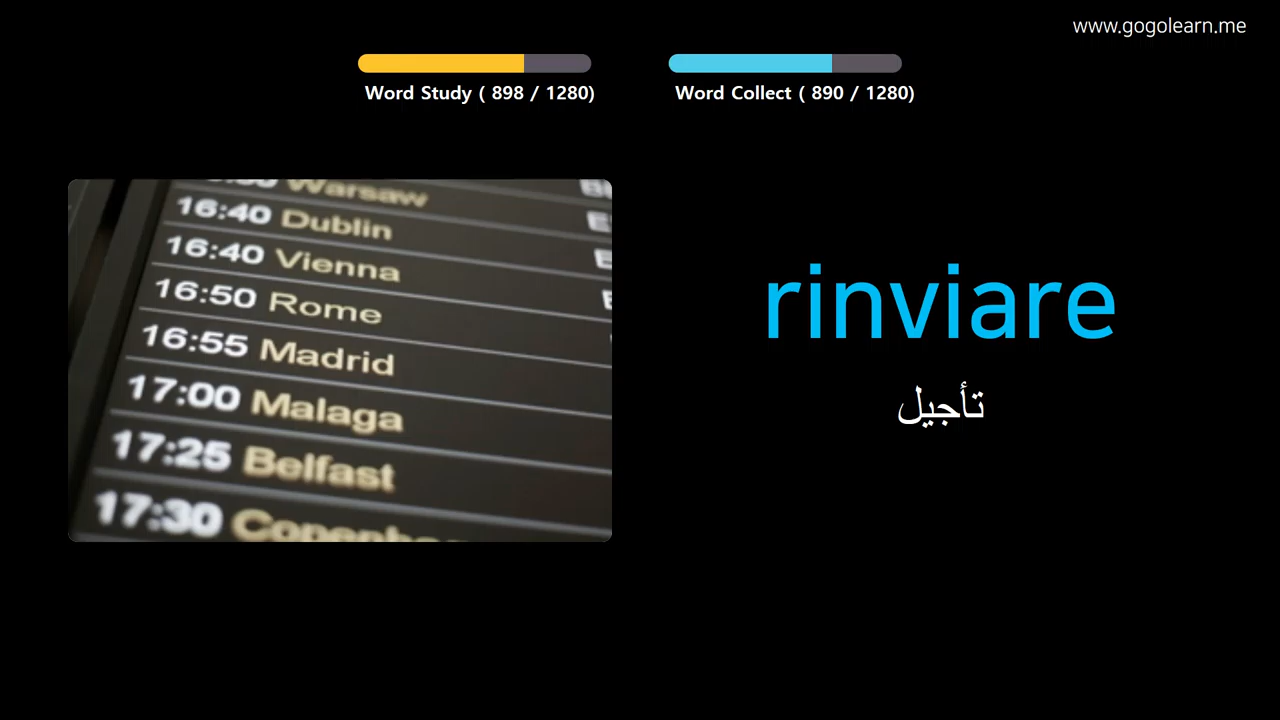 www.gogolearn.me
Word Study ( 898 / 1280)
Word Collect ( 890 / 1280)
Warsaw
16:40 Dublin
16:40 Vienna
16:50 Rome
16:55 Madrid
17:00 Malaga
17:25 Belfast
17:30
rinviare
تأجيل